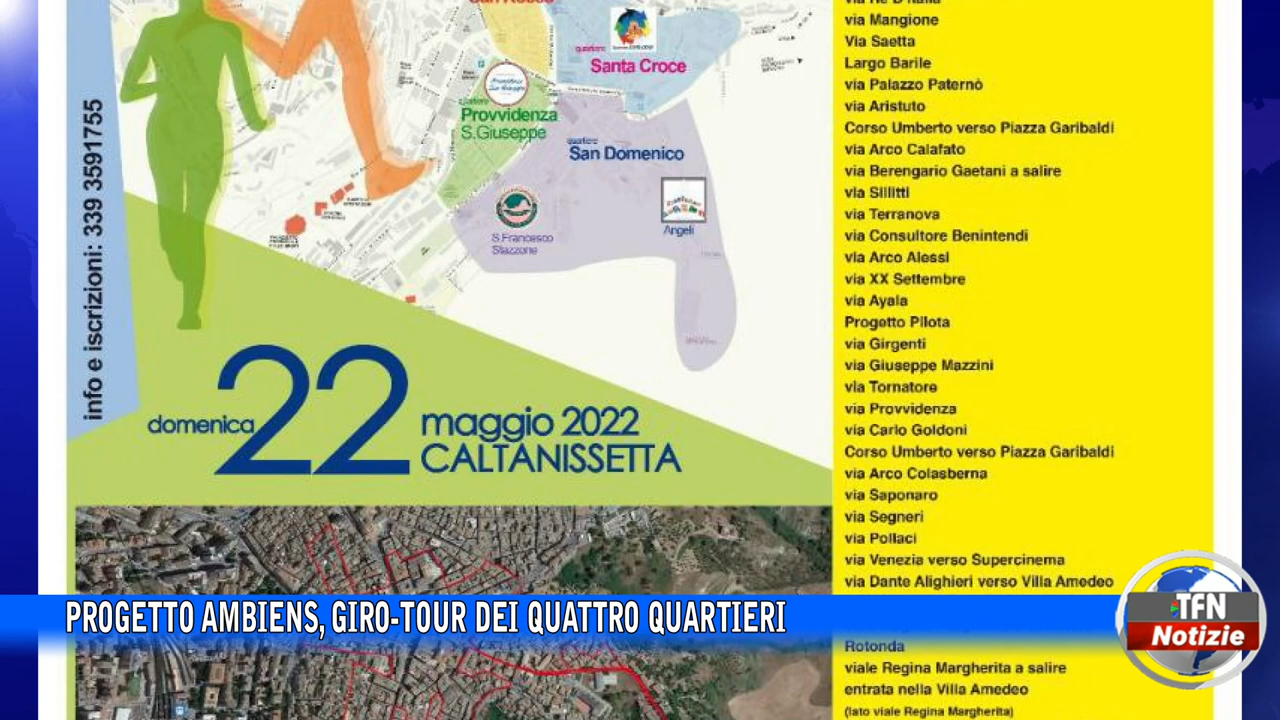 San Rocco
quartiere
Santa Croce
quartiere
Provvidenza
S.Giuseppe
quartiere
San Domenico
S.Francesco
Stazzone
Angeli
info e iscrizioni: 339 3591755
domenica 22 maggio 2022
CALTANISSETTA
via Re D'Italia
via Mangione
Via Saetta
Largo Barile
via Palazzo Paternò
via Aristuto
Corso Umberto verso Piazza Garibaldi
via Arco Calafato
via Berengario Gaetani a salire
via Sillitti
via Terranova
via Consultore Benintendi
via Arco Alessi
via XX Settembre
via Ayala
Progetto Pilota
via Girgenti
via Giuseppe Mazzini
via Tornatore
via Provvidenza
via Carlo Goldoni
Corso Umberto verso Piazza Garibaldi
via Arco Colasberna
via Saponaro
via Segneri
via Pollaci
via Venezia verso Supercinema
via Dante Alighieri verso Villa Amedeo
Rotonda
viale Regina Margherita a salire
entrata nella Villa Amedeo
(lato viale Regina Margherita)
PROGETTO AMBIENS, GIRO-TOUR DEI QUATTRO QUARTIERI
TFN
Notizie